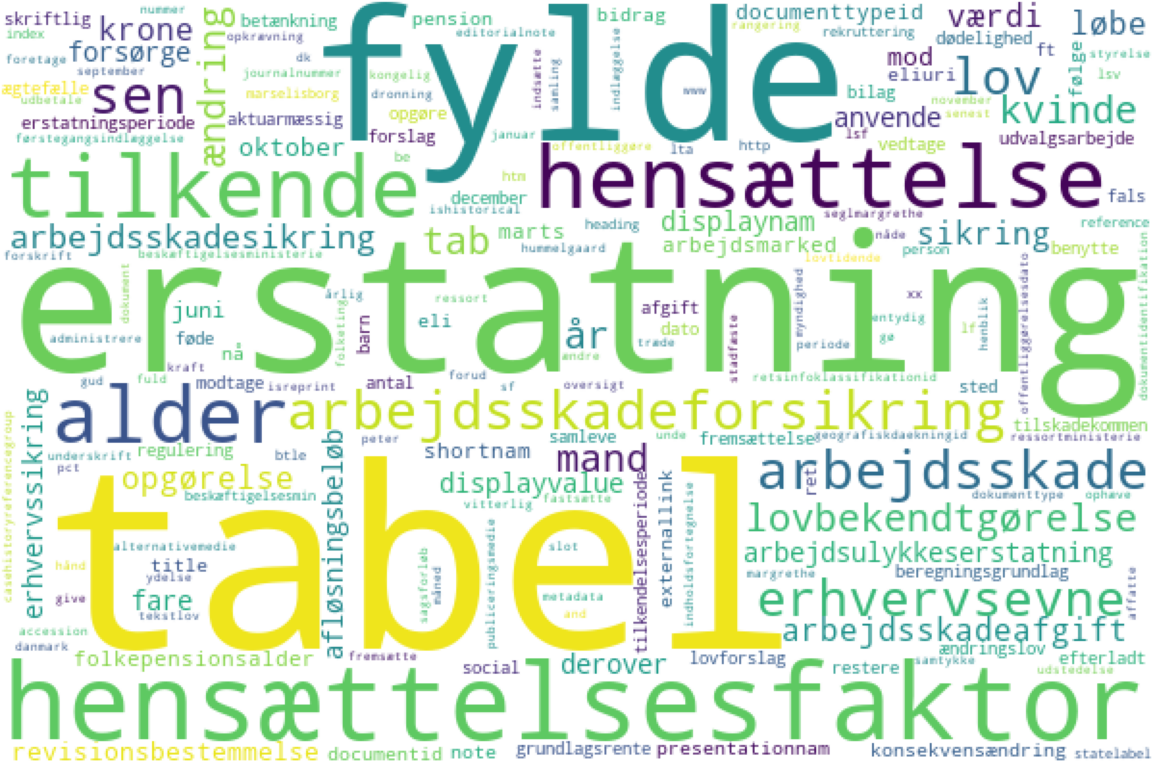 skriftlig
nummer
betænkning
pension
editorialnote
bidrag
documenttypeid
værdi
løbe
index
krone
opkrævning
rangering
rekruttering
dødelighed
ft
styrelse
foretage
forsørge
ændring
dk
fylde
mod
lov
følge
september
journalnummer
kongelig
indsætte
samling
indlæggelse
www
eliuri
lsv
ægtefælle
sen
marselisborg
dronning
bilag
november
kvinde
udbetale
opgøre
anvende
senest
erstatningsperiode
aktuarmæssig
forslag
januar
lsf
vedtage
udvalgsarbejde
førstegangsindlæggelse
oktober
be
offentliggøre
lta
http
tilkende
htm
hensættelse
december
ishistorical
fals
heading
displaynam
seglmargrethe
reference
arbejdsskadesikring
tab
marts
hummelgaard
arbejdsmarked
nåde
sikring
forskrift
beskæftigelsesministerie
lovtidende
person
benytte
erstatning
dokument
årlig
ressort
afgift
myndighed
xx
dokumentidentifikation
juni
folketing
eli
år
dato
entydig
lf
henblik
offentliggørelsesdato
administrere
føde
barn
andre
træde
stadfæste
periode
gø
nå
kraft
gud
fuld
modtage
isreprint
antal
forud
sf
oversigt
retsinfoklassifikationid
sted
alder
arbejdsskadeforsikring
tilskadekommen
erhvervssikring
underskrift
regulering
peter
samleve
unde
fremsættelse
geografiskdaekningid
ressortministerie
casehistoryreferencegroup
pct
btle
afløsningsbeløb
shortnam
mand
ret
arbejdsskade
opgørelse
displayvalue
tilkendelsesperiode
dokumenttype
ophæve
beskæftigelsesmin
vitterlig
fastsætte
externallink
tabel
indholdsfortegnelse
lovbekendtgørelse
alternativemedie
publiceringsmedie
slot
arbejdsulykkeserstatning
hånd
title
sagsforløb
måned
margrethe
beregningsgrundlag
ydelse
affatte
give
fare
metadata
erhvervsevne
tekstlov
and
accession
arbejdsskadeafgift
danmark
ændringslov
folkepensionsalder
fremsætte
social
derover
lovforslag
restere
samtykke
efterladt
udstedelse
hensættelsesfaktor
revisionsbestemmelse
documentid
note
grundlagsrente
presentationnam
konsekvensændring
statelabel